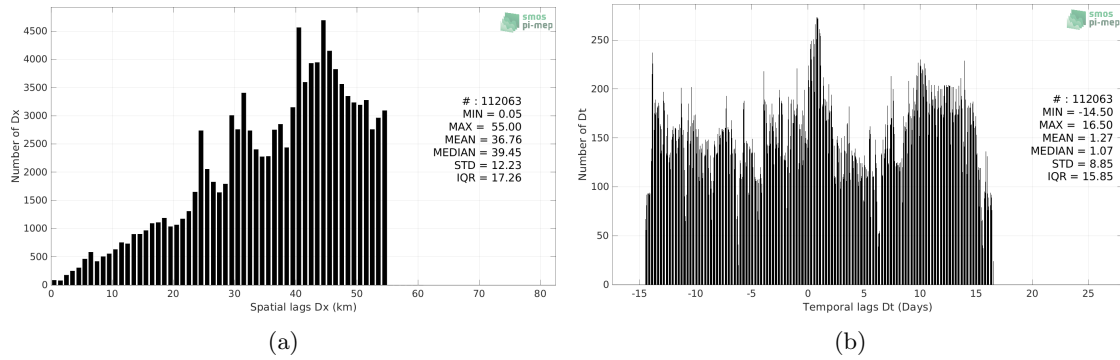 smos
pi-mep
4500
4000
3500
3000
2500
2000
1500
1000
500
0
Number of Dx
# : 112063
MIN = 0.05
MAX = 55.00
MEAN = 36.76
MEDIAN = 39.45
STD = 12.23
IQR = 17.26
0 10 20 30 40 50 60 70 80
Spatial lags Dx (km)
(a)
smos
pi-mep
250
200
150
100
50
0
Number of Dt
# : 112063
MIN = -14.50
MAX = 16.50
MEAN = 1.27
MEDIAN = 1.07
STD = 8.85
IQR = 15.85
-15 -10 -5 0 5 10 15 20 25
Temporal lags Dt (Days)
(b)